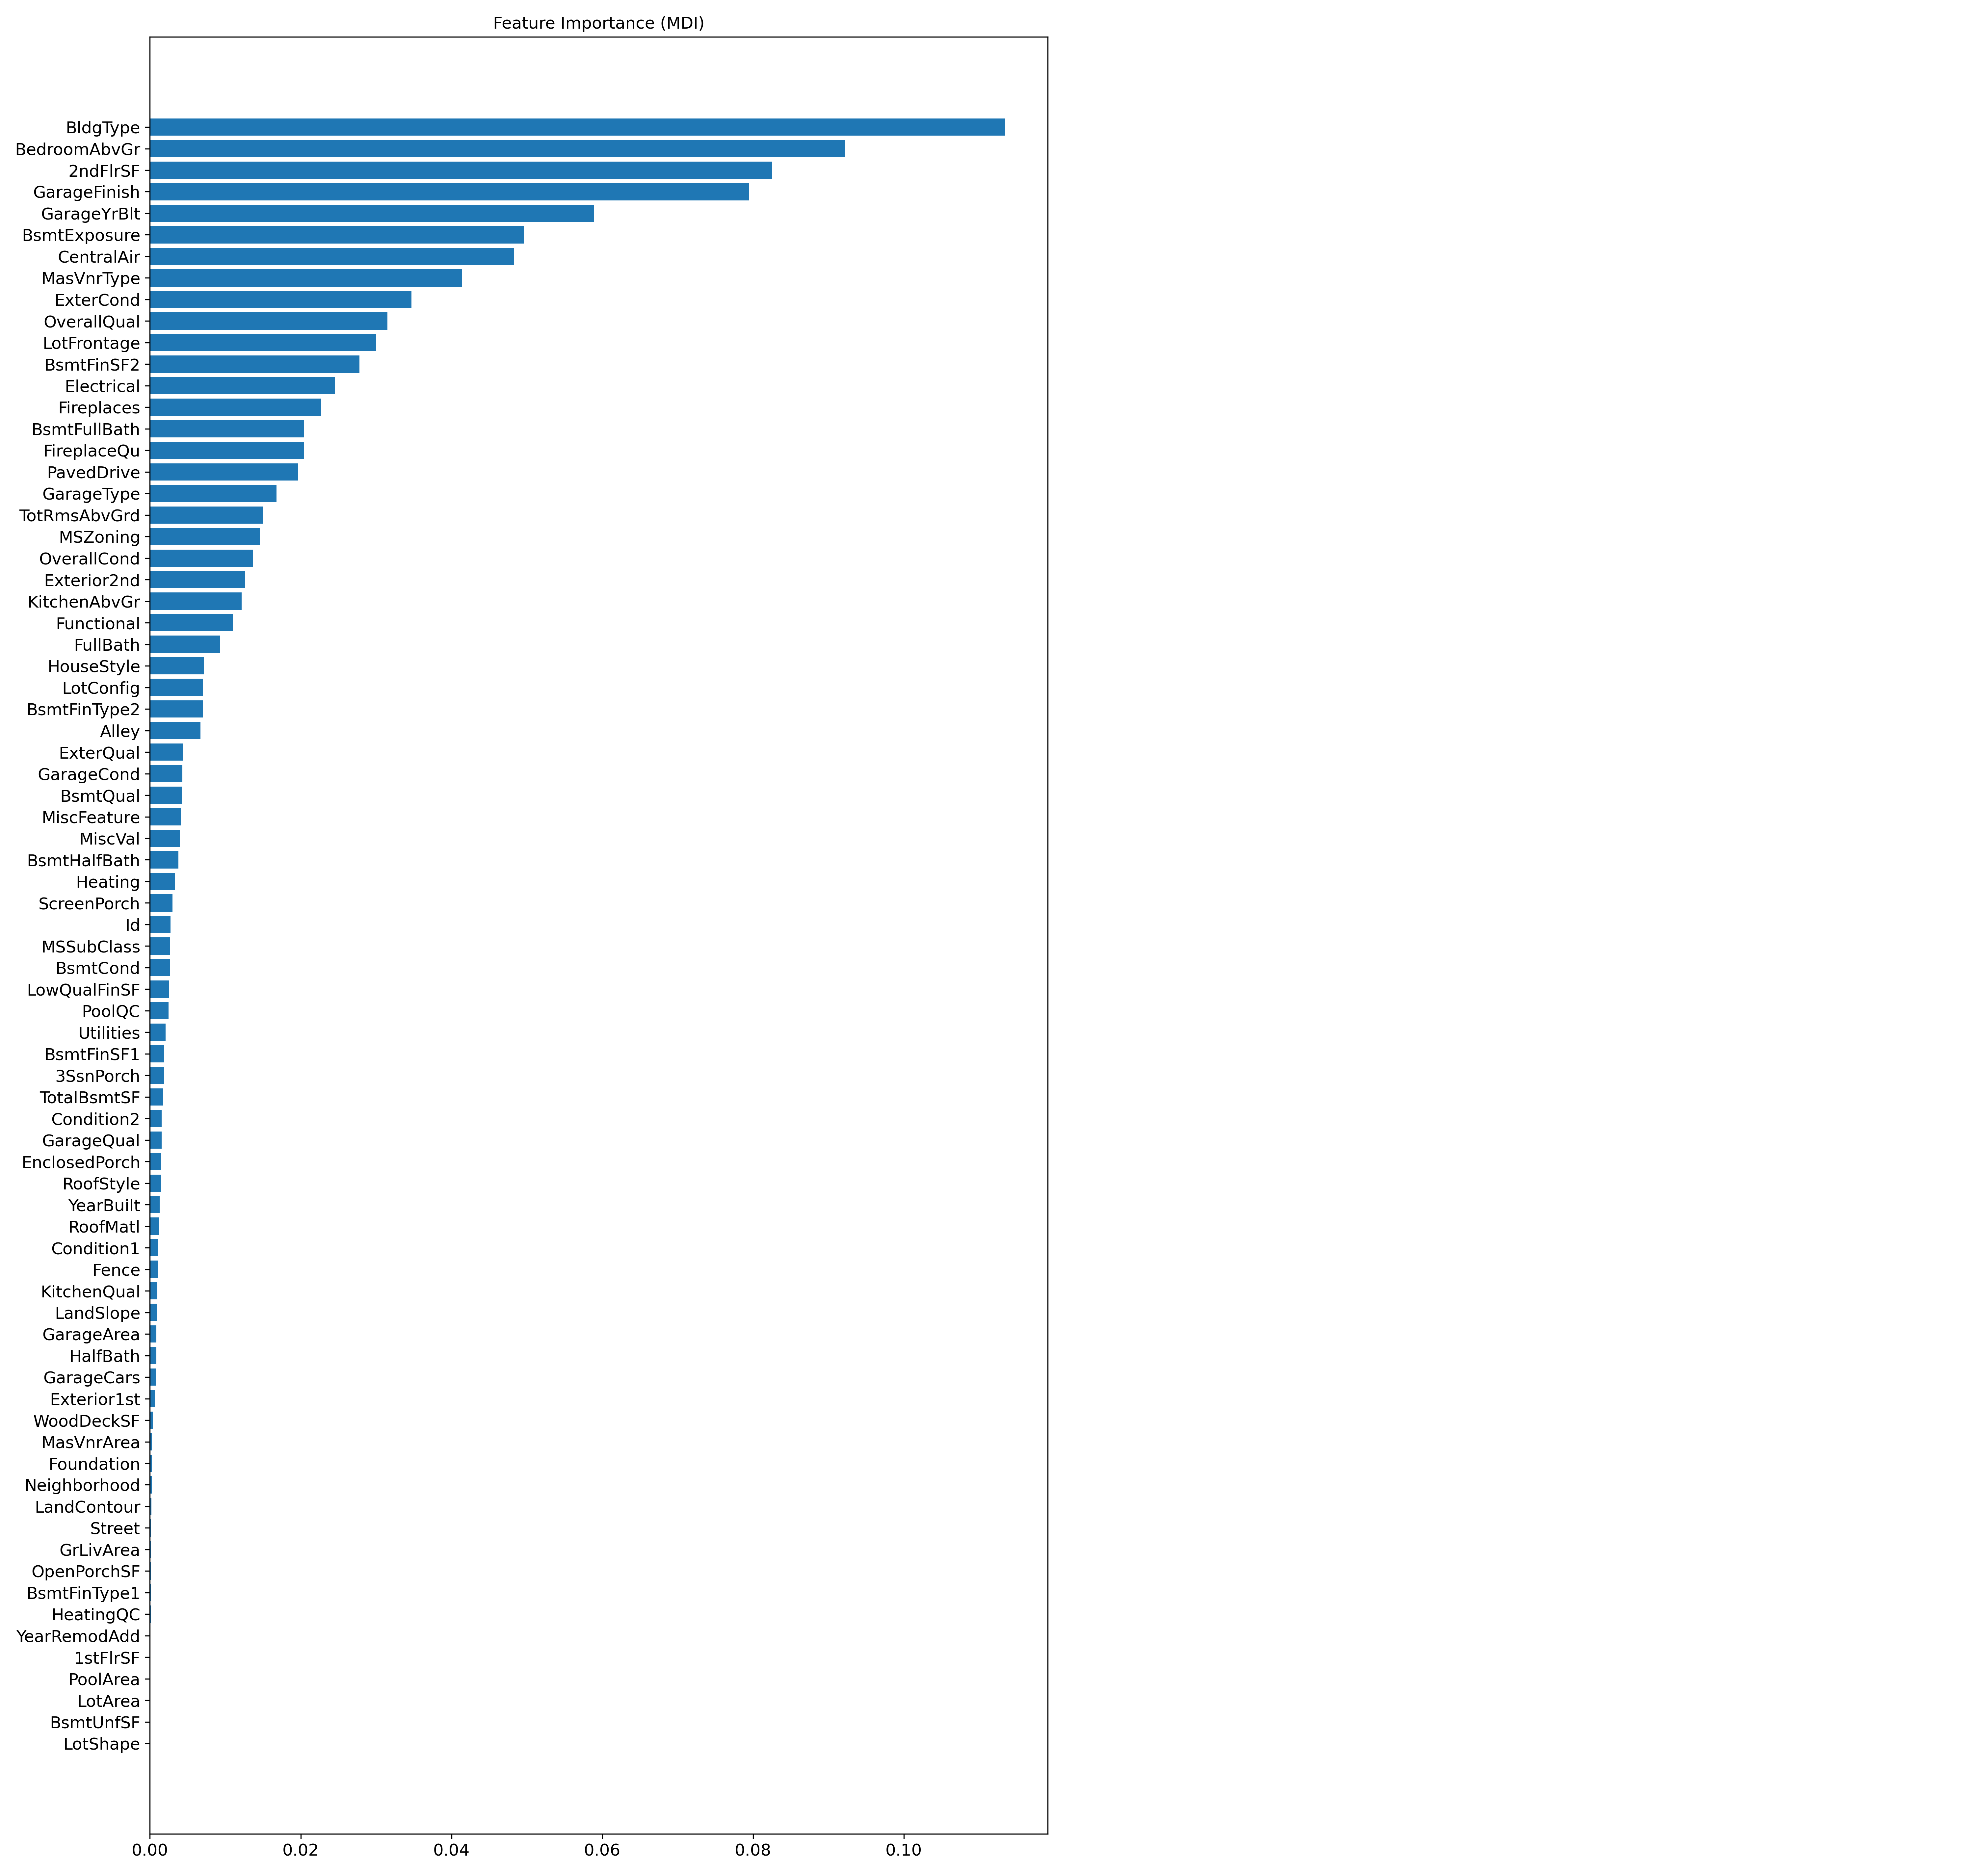 Feature Importance (MDI)
BldgType
BedroomAbvGr
2ndFlrSF
GarageFinish
GarageYrBlt
BsmtExposure
CentralAir
MasVnrType
ExterCond
OverallQual
LotFrontage
BsmtFinSF2
Electrical
Fireplaces
BsmtFullBath
FireplaceQu
PavedDrive
GarageType
TotRmsAbvGrd
MSZoning
OverallCond
Exterior2nd
KitchenAbvGr
Functional
FullBath
HouseStyle
LotConfig
BsmtFinType2
Alley
ExterQual
GarageCond
BsmtQual
MiscFeature
MiscVal
BsmtHalfBath
Heating
ScreenPorch
Id
MSSubClass
BsmtCond
LowQualFinSF
PoolQC
Utilities
BsmtFinSF1
3SsnPorch
TotalBsmtSF
Condition2
GarageQual
EnclosedPorch
RoofStyle
YearBuilt
RoofMatl
Condition1
Fence
KitchenQual
LandSlope
GarageArea
HalfBath
GarageCars
Exterior1st
WoodDeckSF
MasVnrArea
Foundation
Neighborhood
LandContour
Street
GrLivArea
OpenPorchSF
BsmtFinType1
HeatingQC
YearRemodAdd
1stFlrSF
PoolArea
LotArea
BsmtUnfSF
LotShape
0.00 0.02 0.04 0.06 0.08 0.10